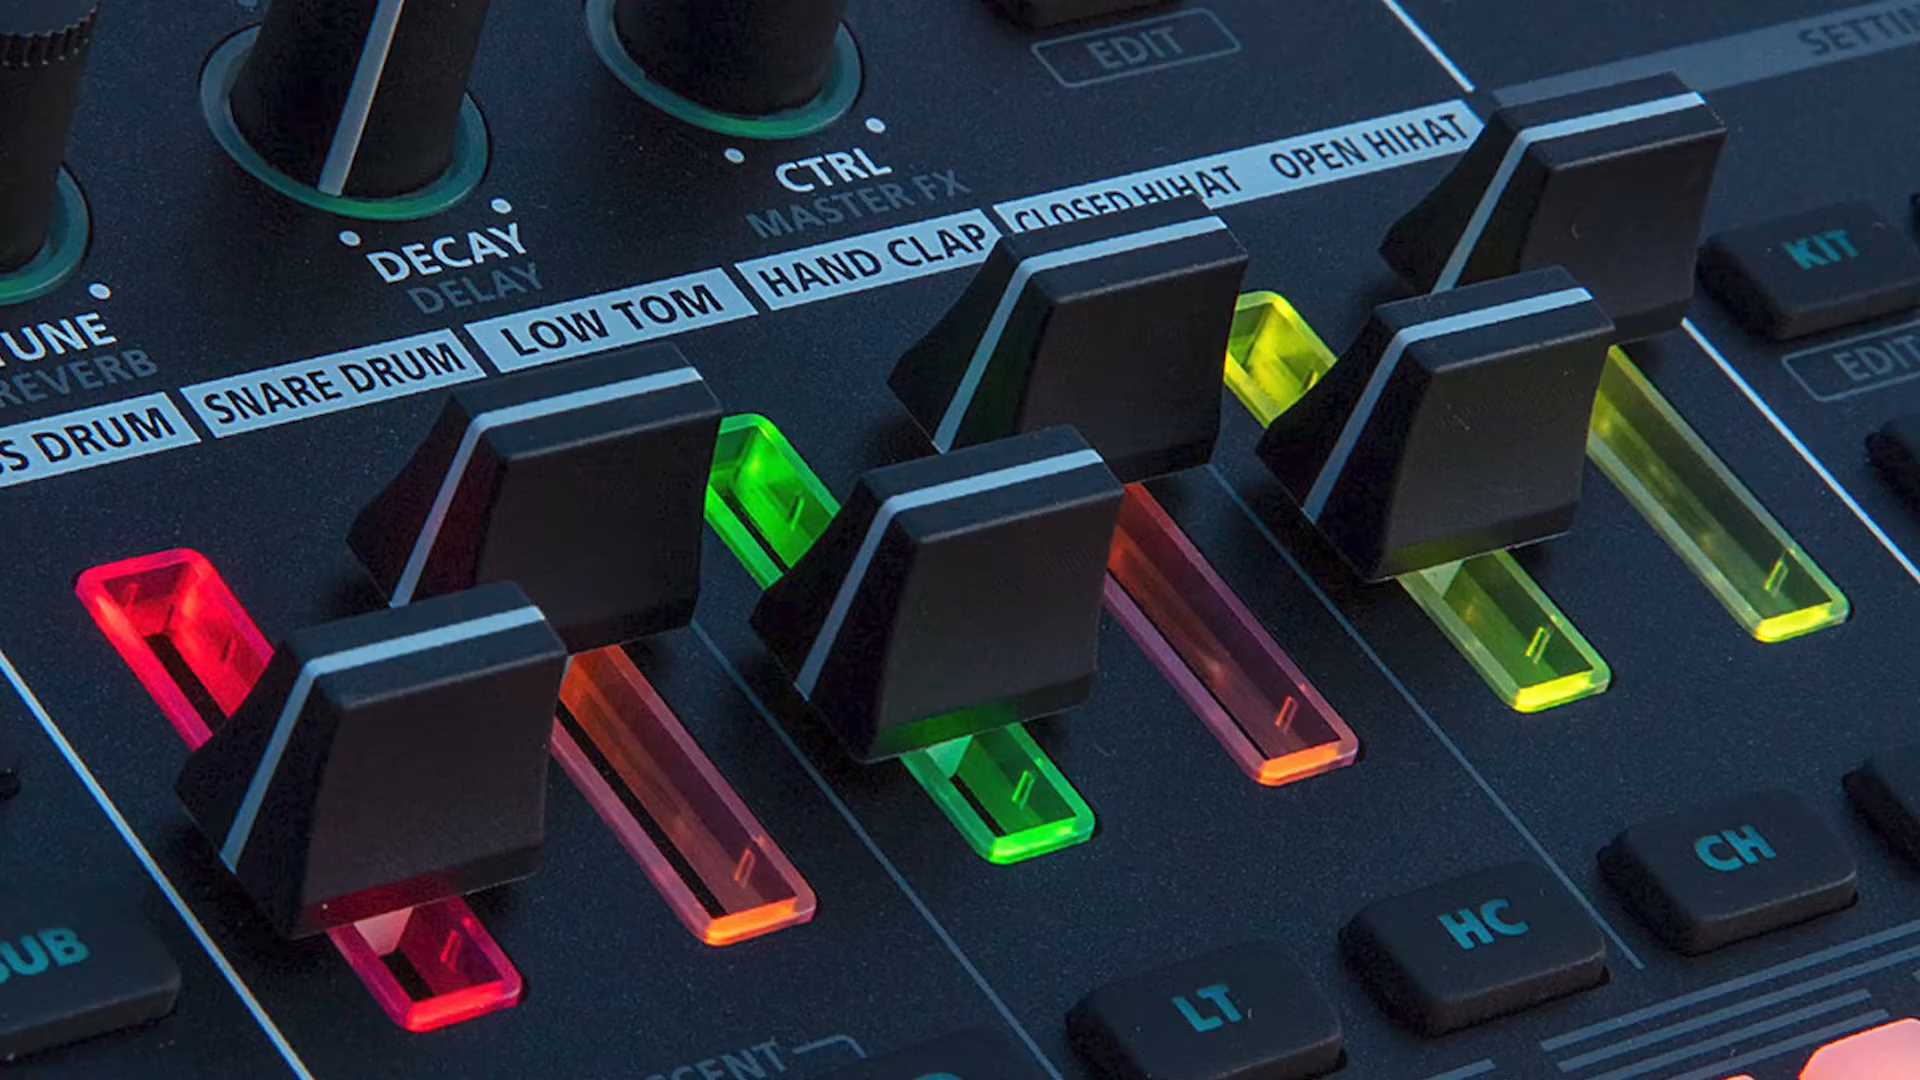 EDIT
CTRL
MASTER FX
DECAY
DELAY
TUNE
REVERB
DRUM
SNARE DRUM
LOW TOM
HAND CLAP
CLOSED HIHAT
OPEN HIHAT
KIT
EDIT
CH
HC
LT